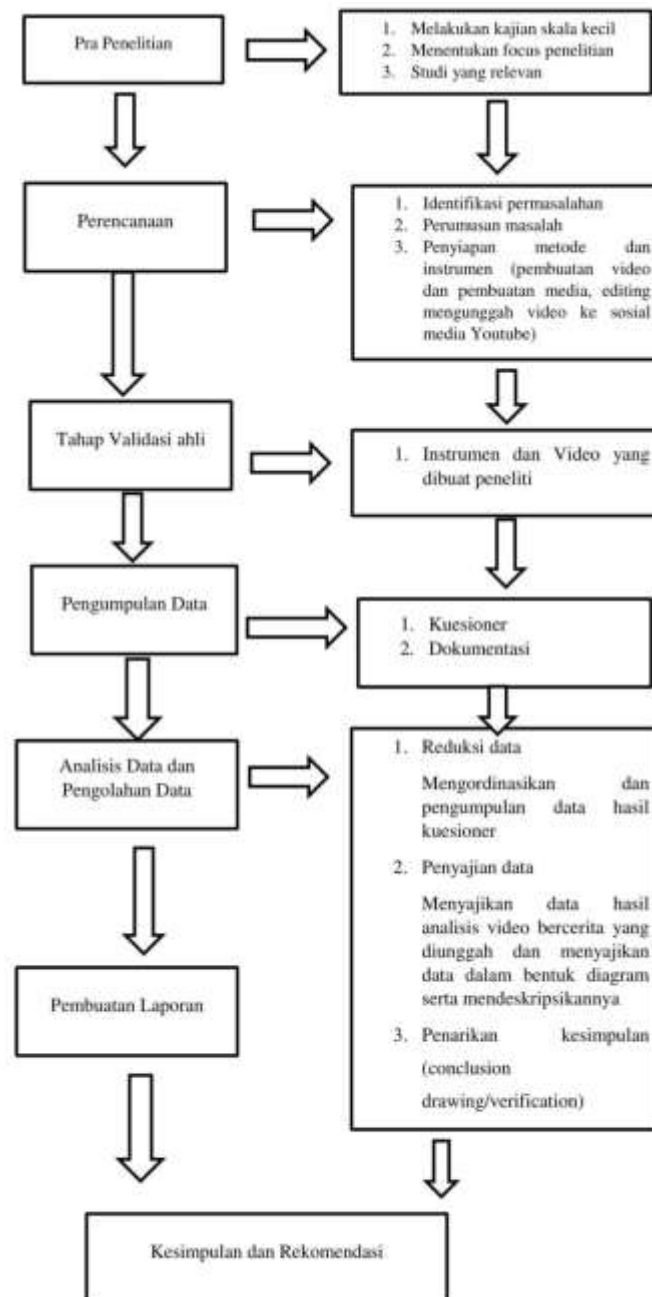 Pra Penelitian
1. Melakukan kajian skala kecil
2. Menentukan focus penelitian
3. Studi yang relevan
Perencanaan
1. Identifikasi permasalahan
2. Perumusan masalah
3. Penyiapan metode dan
instrumen (pembuatan video
dan pembuatan media, editing
mengunggah video ke sosial
media Youtube)
Tahap Validasi ahli
1. Instrumen dan Video yang
dibuat peneliti
Pengumpulan Data
1. Kuesioner
2. Dokumentasi
Analisis Data dan
Pengolahan Data
1. Reduksi data
Mengordinasikan dan
pengumpulan data hasil
kuesioner
2. Penyajian data
Menyajikan data hasil
analisis video bercerita yang
diunggah dan menyajikan
data dalam bentuk diagram
serta mendeskripsikannya
3. Penarikan kesimpulan
(conclusion
drawing/verification)
Pembuatan Laporan
Kesimpulan dan Rekomendasi